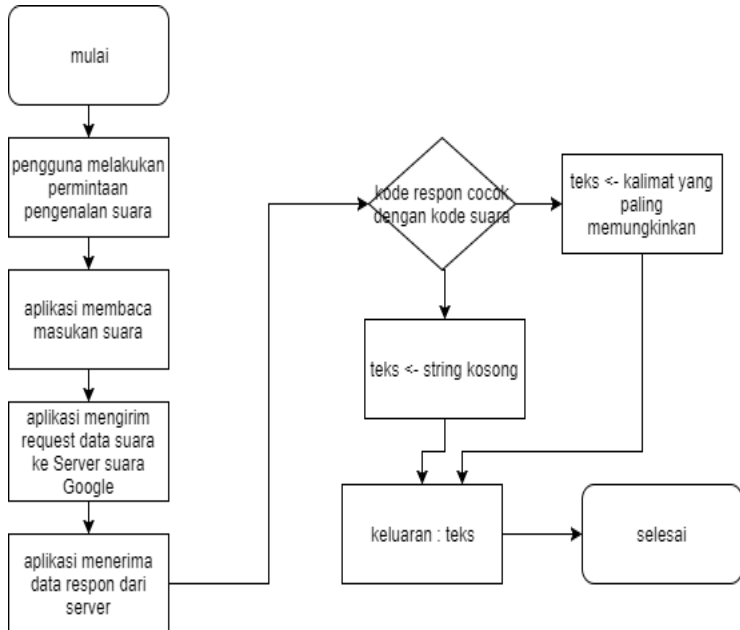 mulai
pengguna melakukan
permintaan
pengenalan suara
aplikasi membaca
masukan suara
aplikasi mengirim
request data suara
ke Server suara
Google
aplikasi menerima
data respon dari
server
kode respon cocok
dengan kode suara
teks <- kalimat yang
paling
memungkinkan
teks <- string kosong
keluaran : teks
selesai